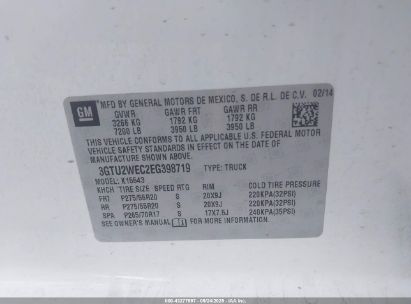 GM
MFD BY GENERAL MOTORS DE MEXICO, S. DE R.L. DE C.V. 02/14
GVWR GAWR FRT GAWR RR
3266 KG 1792 KG 1792 KG
7200 LB 3950 LB 3950 LB
THIS VEHICLE CONFORMS TO ALL APPLICABLE U.S. FEDERAL MOTOR
VEHICLE SAFETY AND THEFT PREVENTION STANDARDS IN EFFECT
ON THE DATE OF MANUFACTURE SHOWN ABOVE.
3GTU2WEC2EG398719 TYPE: TRUCK
MODEL: K15543
KHCH TIRE SIZE SPEED RTG RIM COLD TIRE PRESSURE
FRT P275/55R20 S 20X9J 220KPA(32PSI)
RR P275/55R20 S 20X9J 220KPA(32PSI)
SPA P265/70R17 S 17X7.5J 240KPA(35PSI)
SEE OWNER'S MANUAL FOR MORE INFORMATION.